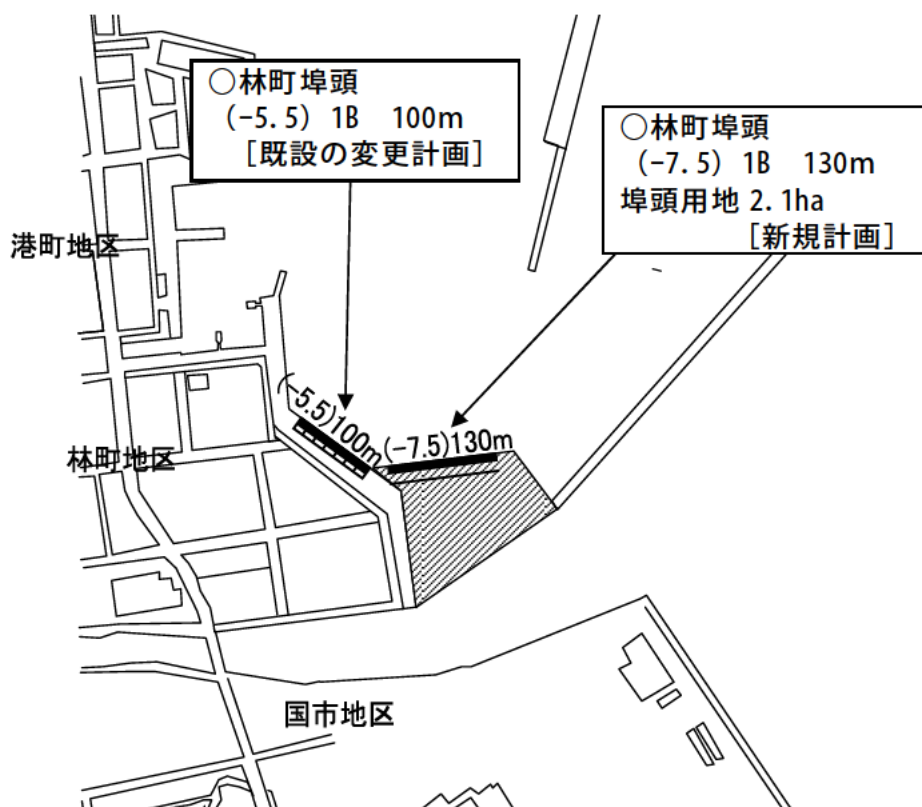 ○林町埠頭
(-5.5) 1B 100m
[既設の変更計画]
○林町埠頭
(-7.5) 1B 130m
埠頭用地 2.1ha
[新規計画]
港町地区
(-5.5)100m
(-7.5)130m
林町地区
国市地区